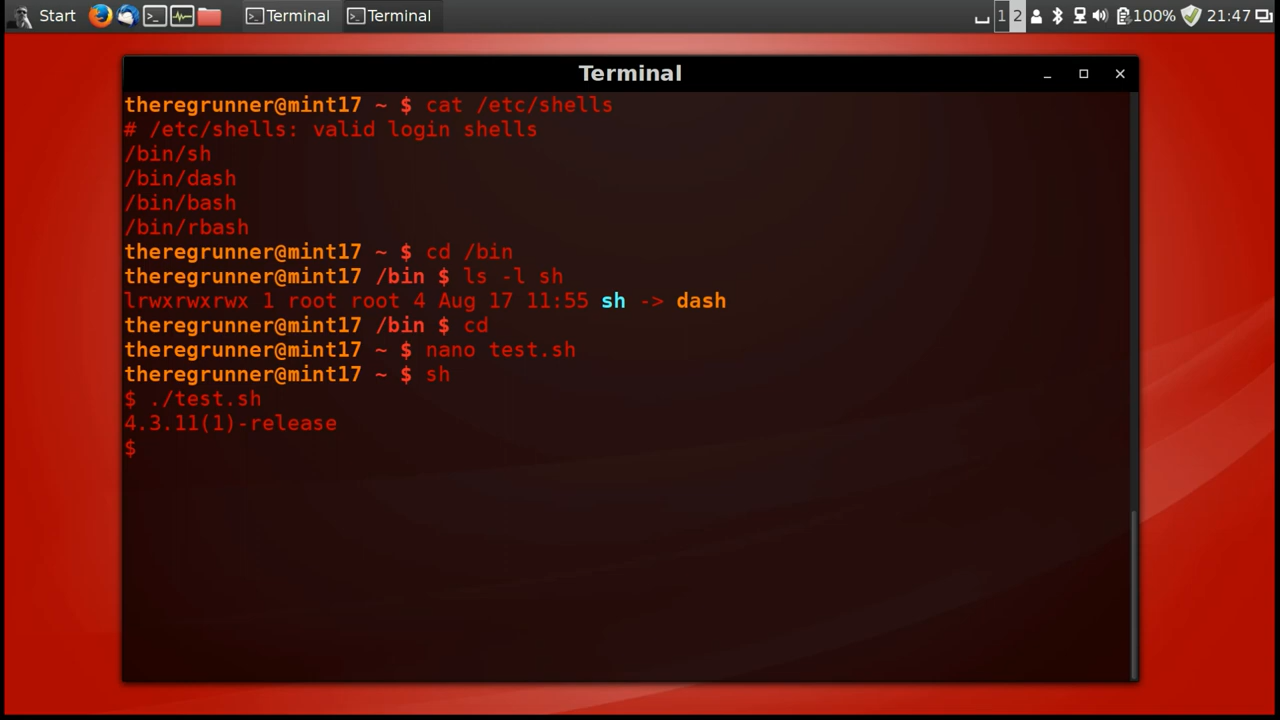 Start Terminal Terminal 1 2 100% 21:47
Terminal
theregrunner@mint17 ~ $ cat /etc/shells
# /etc/shells: valid login shells
/bin/sh
/bin/dash
/bin/bash
/bin/rbash
theregrunner@mint17 ~ $ cd /bin
theregrunner@mint17 /bin $ ls -l sh
lrwxrwxrwx 1 root root 4 Aug 17 11:55 sh -> dash
theregrunner@mint17 /bin $ cd
theregrunner@mint17 ~ $ nano test.sh
theregrunner@mint17 ~ $ sh
$ ./test.sh
4.3.11(1)-release
$